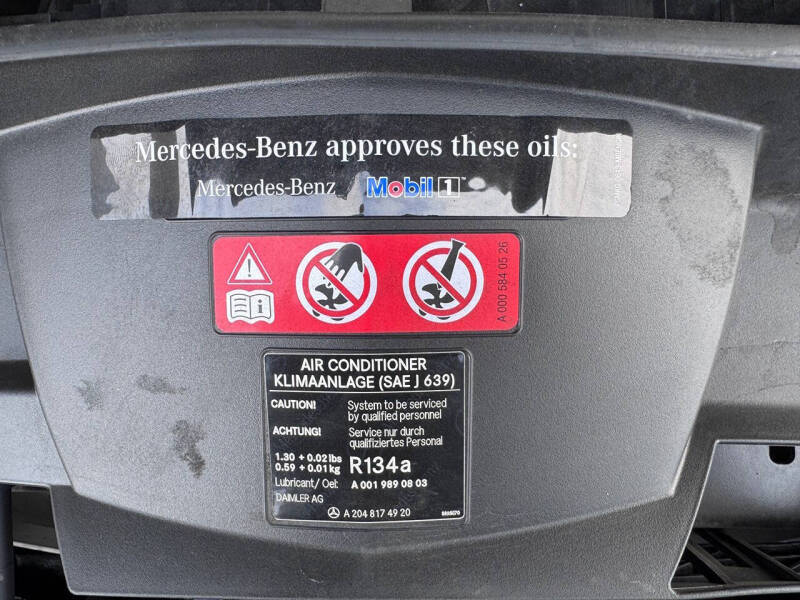 Mercedes-Benz approves these oils:
Mercedes-Benz Mobil 1™
A 000 584 05 26
AIR CONDITIONER
KLIMAANLAGE (SAE J 639)
CAUTION! System to be serviced
by qualified personnel
ACHTUNG! Service nur durch
qualifiziertes Personal
1.30 + 0.02 lbs
0.59 + 0.01 kg R134a
Lubricant/ Oel: A 001 989 08 03
DAIMLER AG
A 204 817 49 20